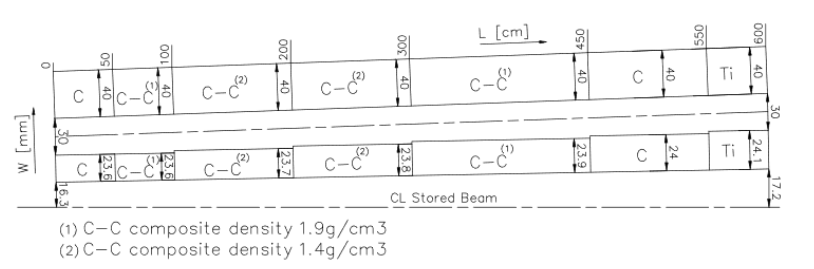 L [cm]
0 50 100 200 300 450 550 600
C 40 C-C(1) 40 C-C(2) 40 C-C(2) 40 C-C(1) 40 C 40 Ti 40
W [mm]
30 30
C 23.6 C-C(1) 23.6 C-C(2) 23.7 C-C(2) 23.8 C-C(1) 23.9 C 24 Ti 24.1
16.3 CL Stored Beam 17.2
(1) C-C composite density 1.9g/cm3
(2) C-C composite density 1.4g/cm3